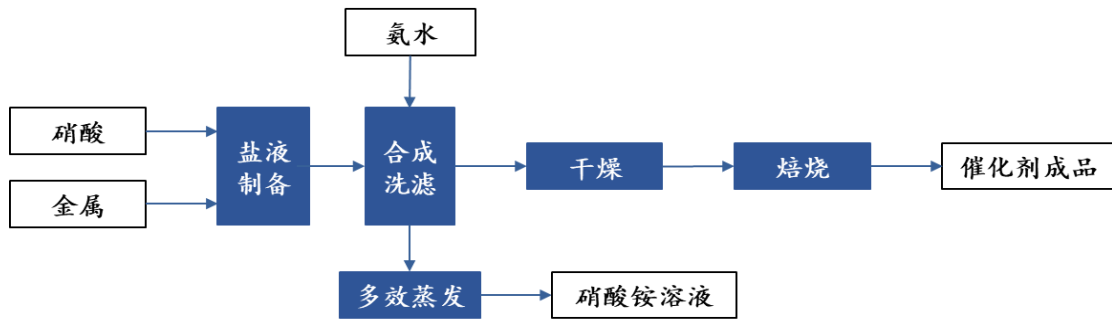 氨水
硝酸
金属
盐液
制备
合成
洗滤
干燥
焙烧
催化剂成品
多效蒸发
硝酸铵溶液